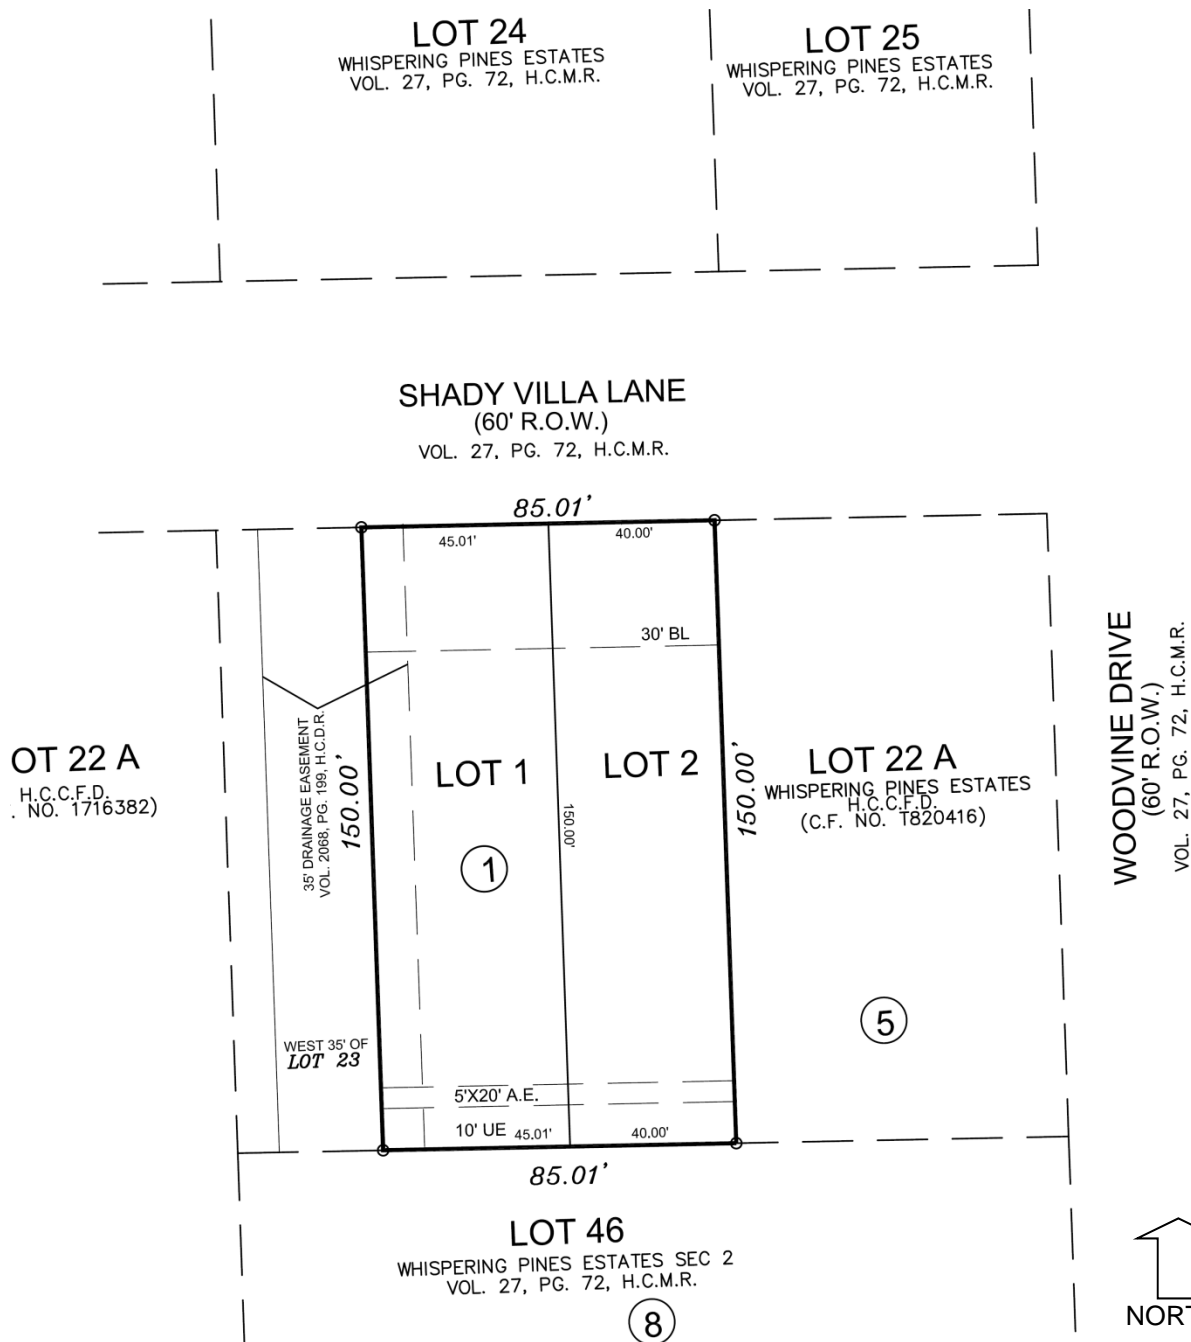 LOT 24
WHISPERING PINES ESTATES
VOL. 27, PG. 72, H.C.M.R.
LOT 25
WHISPERING PINES ESTATES
VOL. 27, PG. 72, H.C.M.R.
SHADY VILLA LANE
(60' R.O.W.)
VOL. 27, PG. 72, H.C.M.R.
85.01'
45.01'
40.00'
30' BL
35' DRAINAGE EASEMENT
VOL. 2068, PG. 199, H.C.D.R.
150.00'
OT 22 A
H.C.C.F.D.
. NO. 1716382)
LOT 1
1
150.00'
LOT 2
150.00'
LOT 22 A
WHISPERING PINES ESTATES
H.C.C.F.D.
(C.F. NO. T820416)
WOODVINE DRIVE
(60' R.O.W.)
VOL. 27, PG. 72, H.C.M.R.
5
WEST 35' OF
LOT 23
5'X20' A.E.
10' UE
45.01'
40.00'
85.01'
LOT 46
WHISPERING PINES ESTATES SEC 2
VOL. 27, PG. 72, H.C.M.R.
8
NORT